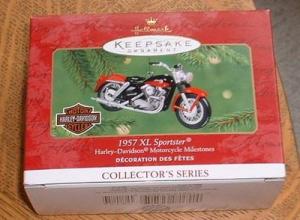 Hallmark
KEEPSAKE
ORNAMENT
HARLEY-DAVIDSON
1957 XL Sportster®
Harley-Davidson® Motorcycle Milestones
DÉCORATION DES FÊTES
COLLECTOR'S SERIES